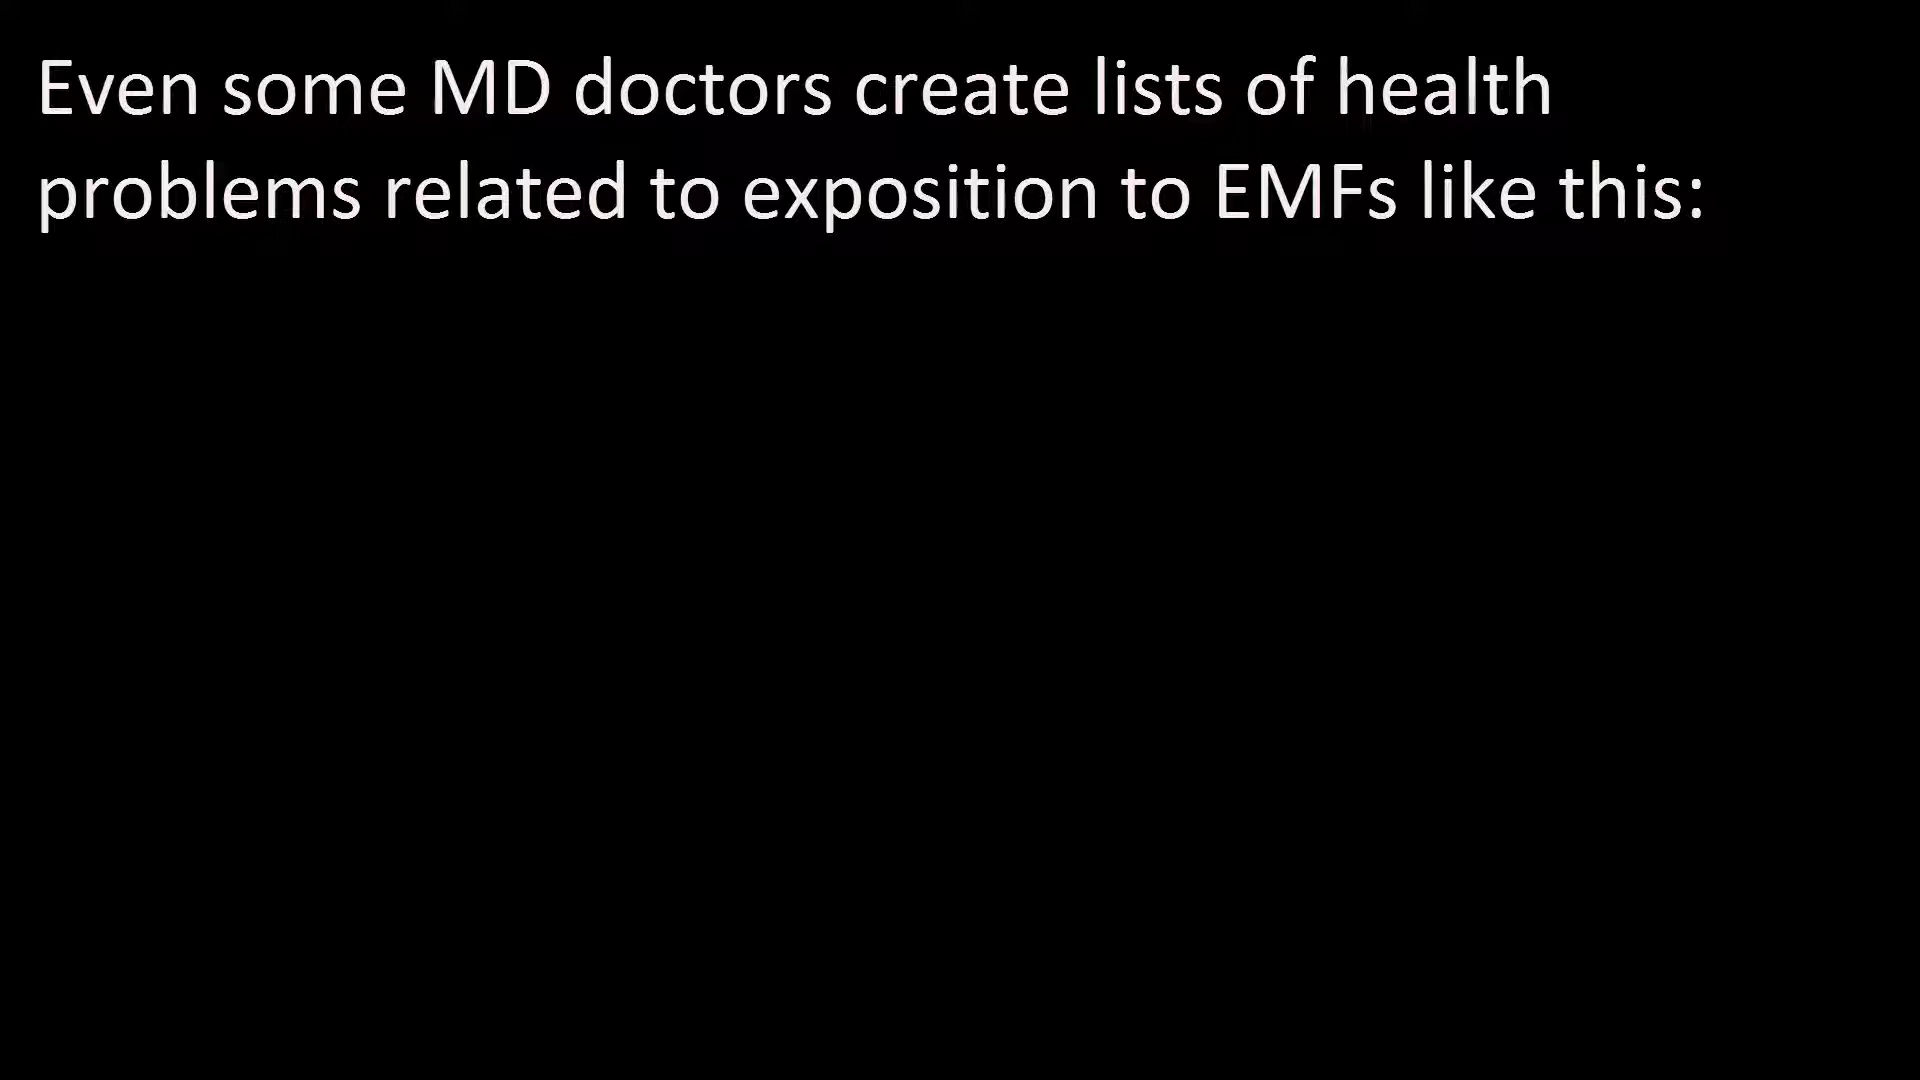 Even some MD doctors create lists of health
problems related to exposition to EMFs like this: